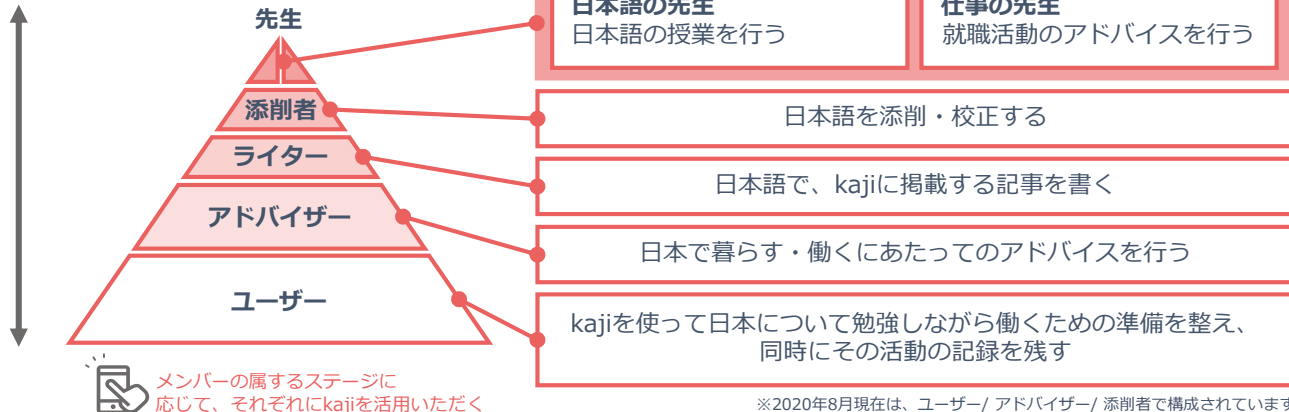 先生
日本語の先生
日本語の授業を行う
仕事の先生
就職活動のアドバイスを行う
添削者
日本語を添削・校正する
ライター
日本語で、kajiに掲載する記事を書く
アドバイザー
日本で暮らす・働くにあたってのアドバイスを行う
ユーザー
kajiを使って日本について勉強しながら働くための準備を整え、
同時にその活動の記録を残す
メンバーの属するステージに
応じて、それぞれにkajiを活用いただく
※2020年8月現在は、ユーザー/ アドバイザー/ 添削者で構成されています